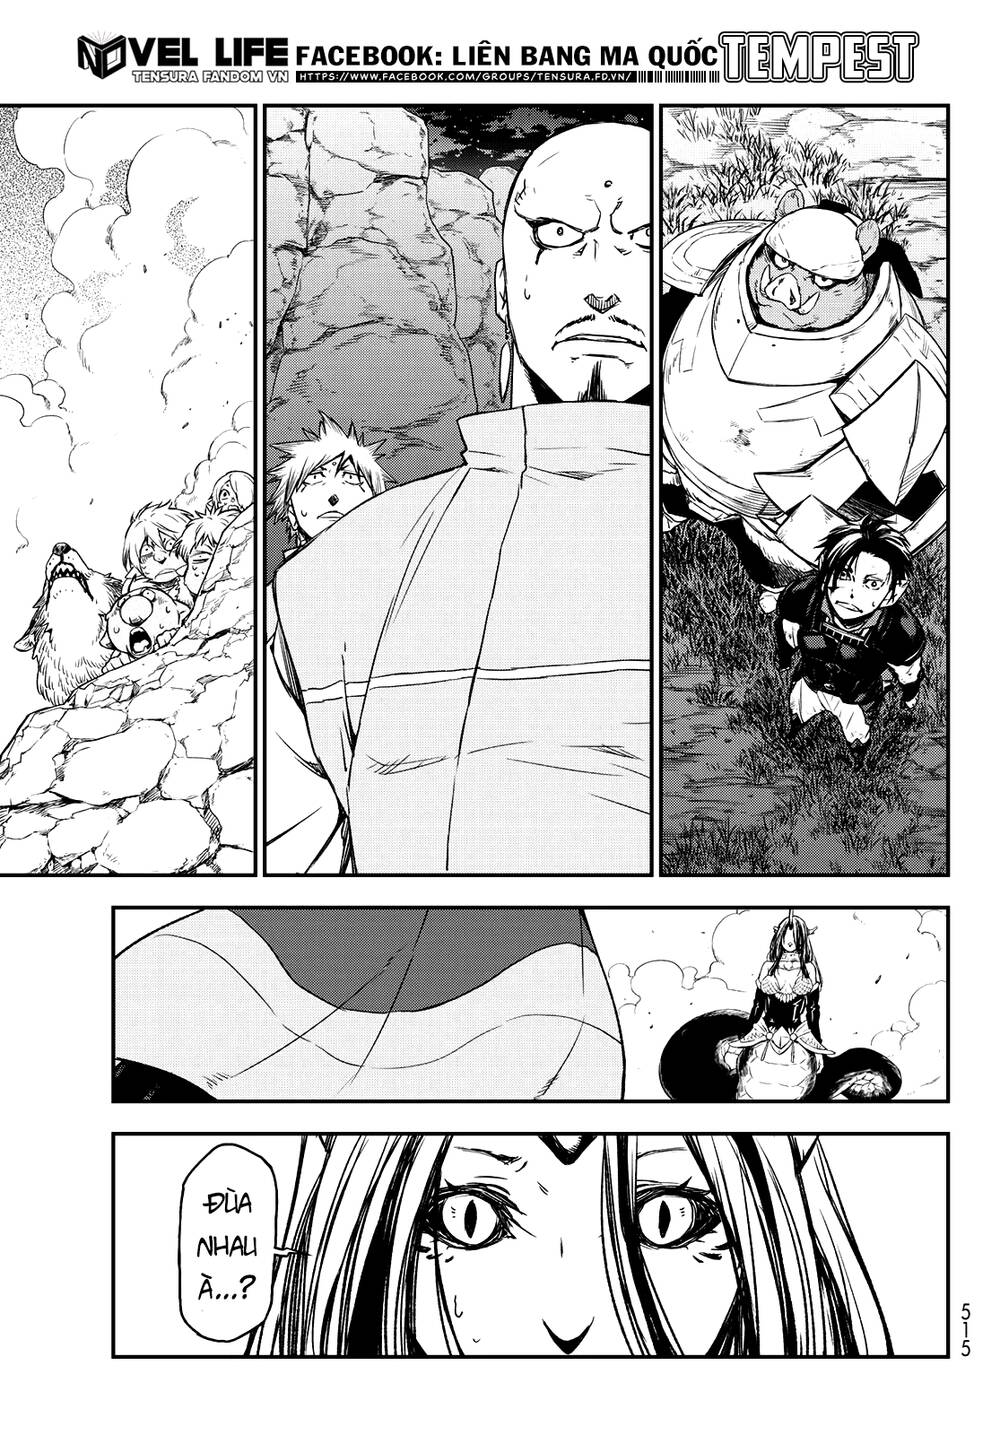 NOVEL LIFE
TENSURA FANDOM VN
FACEBOOK: LIÊN BANG MA QUỐC
HTTPS://WWW.FACEBOOK.COM/GROUPS/TENSURA.FD.VN/
TEMPEST
ĐÙA
NHAU
À...?
515